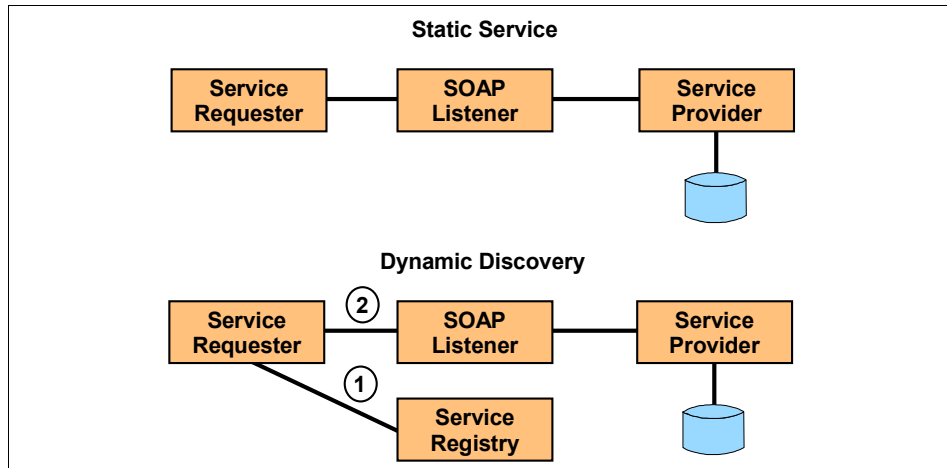 Static Service
Service
Requester
SOAP
Listener
Service
Provider
Dynamic Discovery
Service
Requester
2
SOAP
Listener
Service
Provider
1
Service
Registry